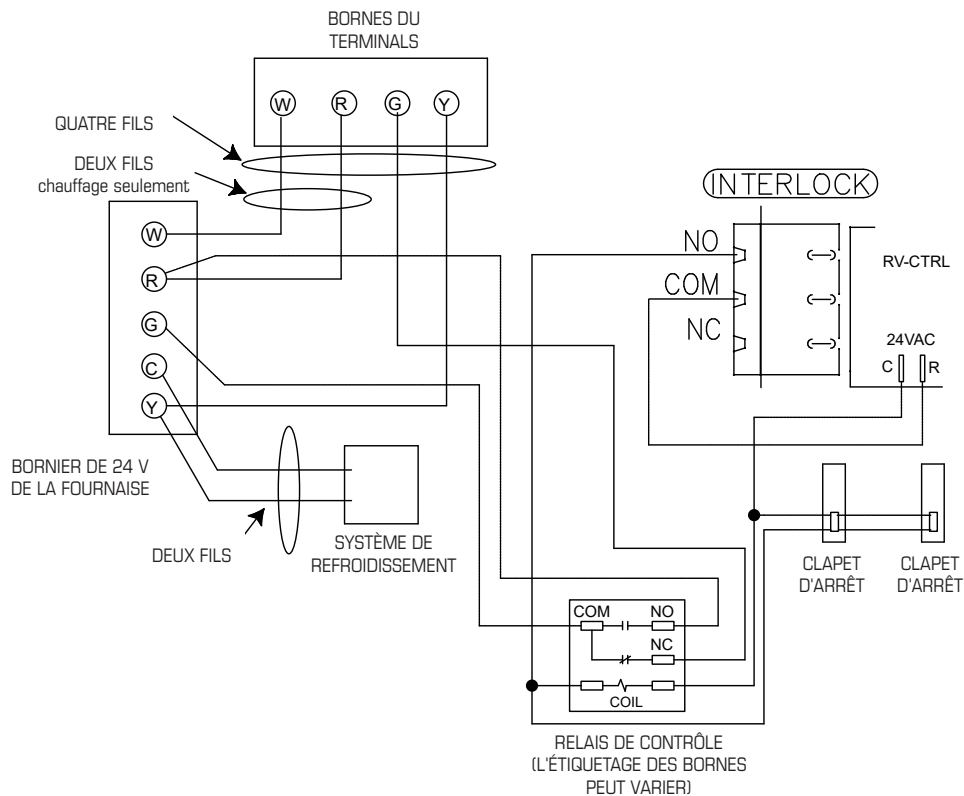 BORNES DU
TERMINALS
W R G Y
QUATRE FILS
DEUX FILS
chauffage seulement
W
R
G
C
Y
BORNIER DE 24 V
DE LA FOURNAISE
DEUX FILS
SYSTÈME DE
REFROIDISSEMENT
INTERLOCK
NO
COM
NC
RV-CTRL
24VAC
C R
CLAPET
D'ARRÊT
CLAPET
D'ARRÊT
COM NO
NC
COIL
RELAIS DE CONTRÔLE
(L'ÉTIQUETAGE DES BORNES
PEUT VARIER)